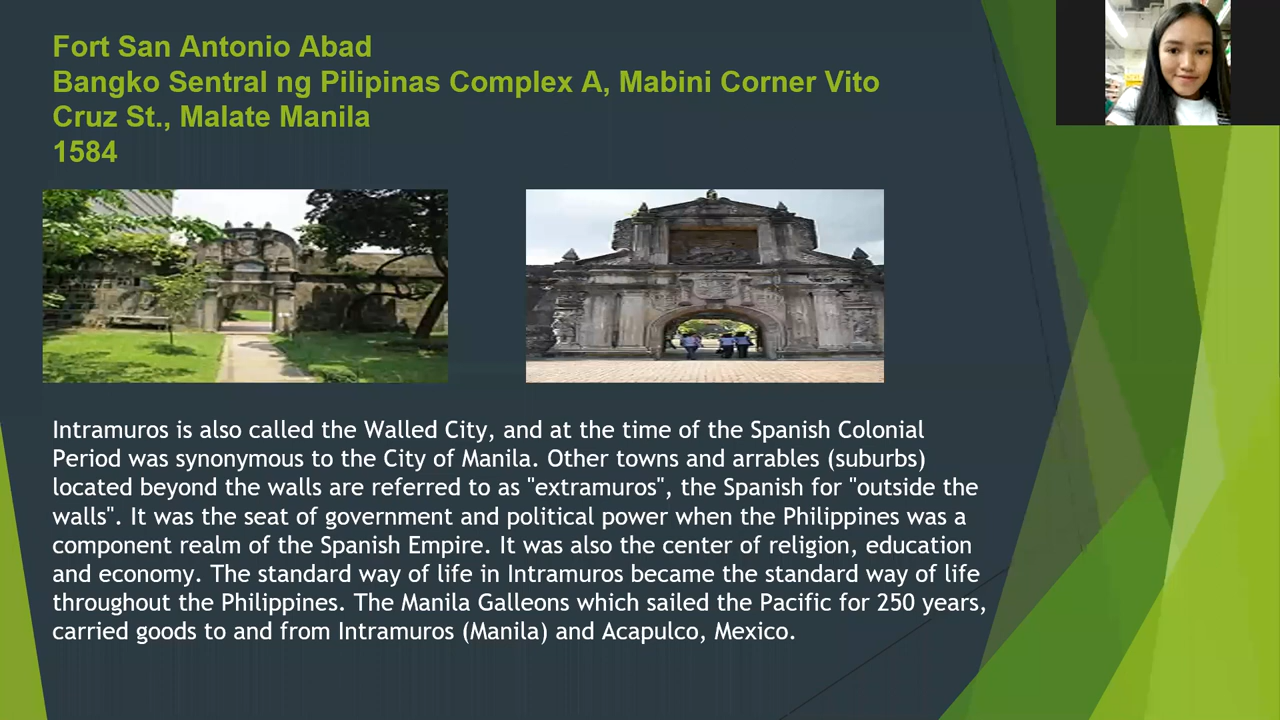 Fort San Antonio Abad
Bangko Sentral ng Pilipinas Complex A, Mabini Corner Vito
Cruz St., Malate Manila
1584
Intramuros is also called the Walled City, and at the time of the Spanish Colonial
Period was synonymous to the City of Manila. Other towns and arrables (suburbs)
located beyond the walls are referred to as "extramuros", the Spanish for "outside the
walls". It was the seat of government and political power when the Philippines was a
component realm of the Spanish Empire. It was also the center of religion, education
and economy. The standard way of life in Intramuros became the standard way of life
throughout the Philippines. The Manila Galleons which sailed the Pacific for 250 years,
carried goods to and from Intramuros (Manila) and Acapulco, Mexico.